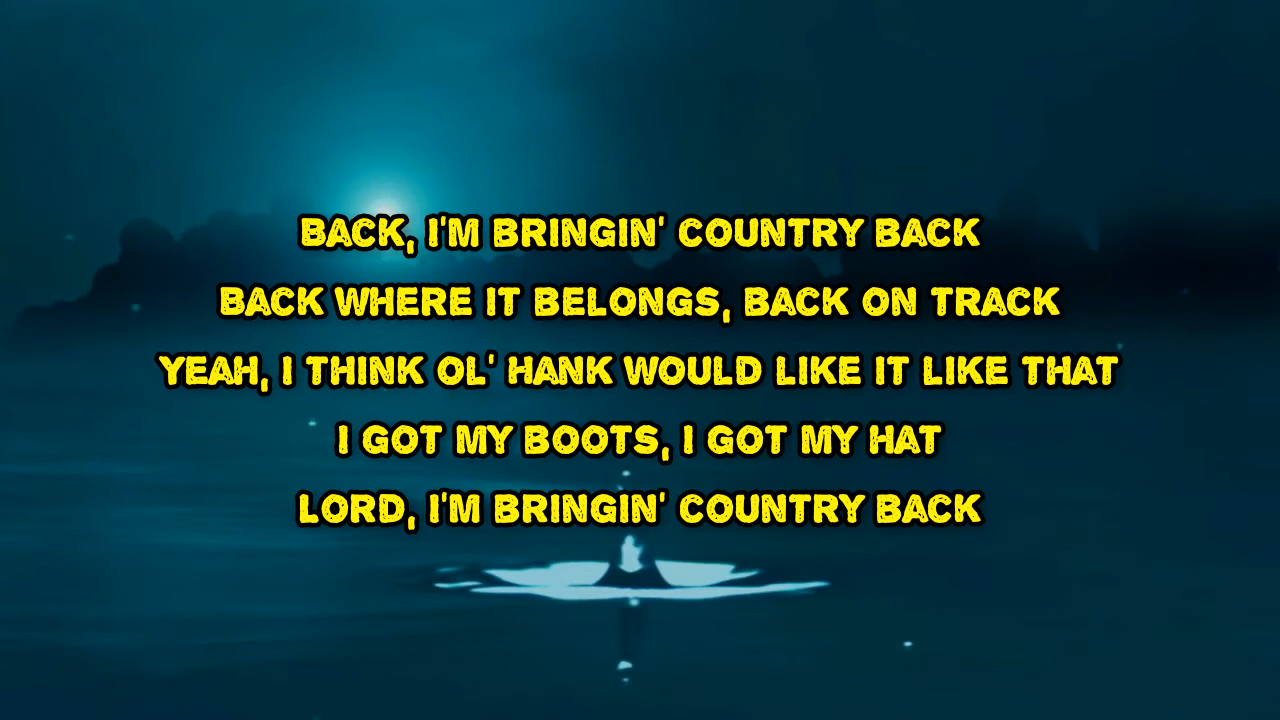 BACK, I'M BRINGIN' COUNTRY BACK
BACK WHERE IT BELONGS, BACK ON TRACK
YEAH, I THINK OL' HANK WOULD LIKE IT LIKE THAT
I GOT MY BOOTS, I GOT MY HAT
LORD, I'M BRINGIN' COUNTRY BACK